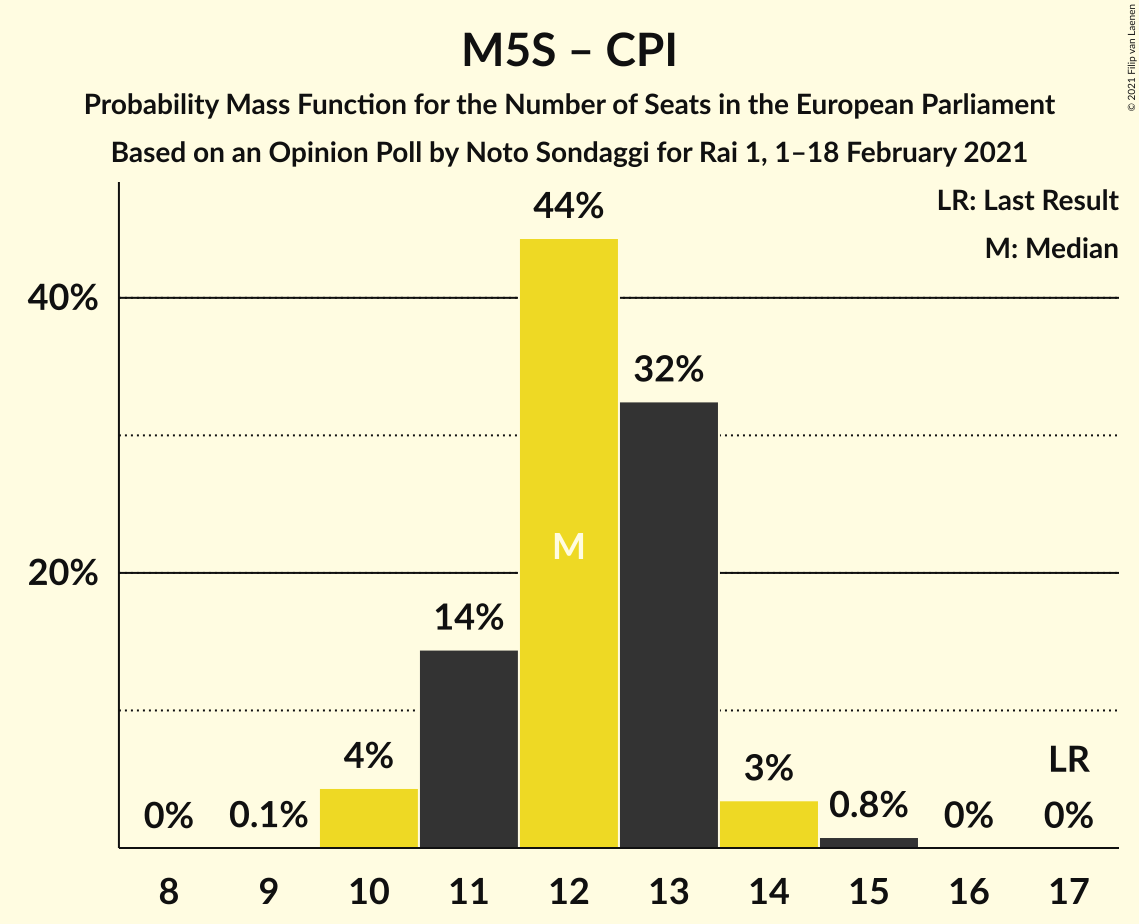 M5S – CPI
Probability Mass Function for the Number of Seats in the European Parliament
Based on an Opinion Poll by Noto Sondaggi for Rai 1, 1–18 February 2021
© 2021 Filip van Laenen
LR: Last Result
M: Median
40%
20%
0%
0.1%
4%
14%
44%
M
32%
3%
0.8%
0%
LR
0%
8 9 10 11 12 13 14 15 16 17